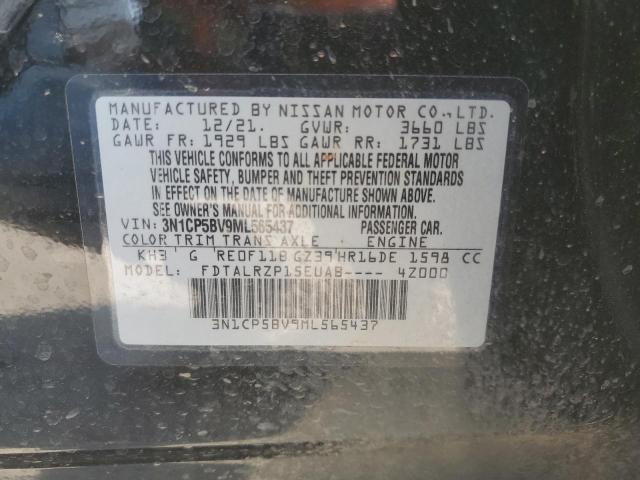 MANUFACTURED BY NISSAN MOTOR CO.,LTD.
DATE: 12/21. GVWR: 3660 LBS
GAWR FR: 1929 LBS GAWR RR: 1731 LBS
THIS VEHICLE CONFORMS TO ALL APPLICABLE FEDERAL MOTOR
VEHICLE SAFETY, BUMPER AND THEFT PREVENTION STANDARDS
IN EFFECT ON THE DATE OF MANUFACTURE SHOWN ABOVE.
SEE OWNER'S MANUAL FOR ADDITIONAL INFORMATION.
VIN: 3N1CP5BV9ML565437 PASSENGER CAR.
COLOR TRIM TRANS AXLE ENGINE
KH3 G RE0F11B GZ39 HR16DE 1598 CC
MODEL: FDTALRZP15EUAB---- 4Z000
3N1CP5BV9ML565437